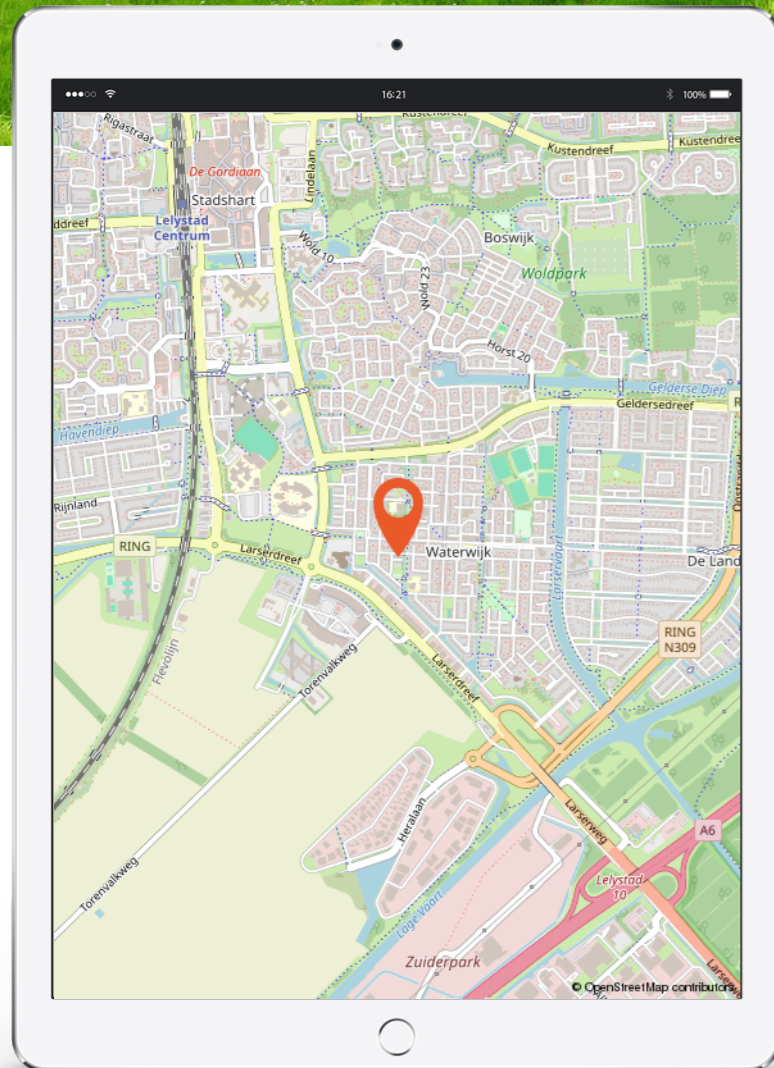 16:21
100%
Rigastraat
Kustendreef
Kustendreef
Kustendreef
De Gordiaan
Stadshart
Lindelaan
ddreef
Lelystad
Centrum
Wold 10
Boswijk
Woldpark
Wold 23
Horst 20
Gelderse Diep
Geldersedreef
R
Havendiep
Rijnland
RING
Larserdreef
Waterwijk
Larservaart
De Land
RING
N309
Flevolijn
Torenvalkweg
Larserdreef
Heralaan
Larserweg
A6
Torenvalkweg
Lelystad
10
Lage Vaart
Zuiderpark
© OpenStreetMap contributors